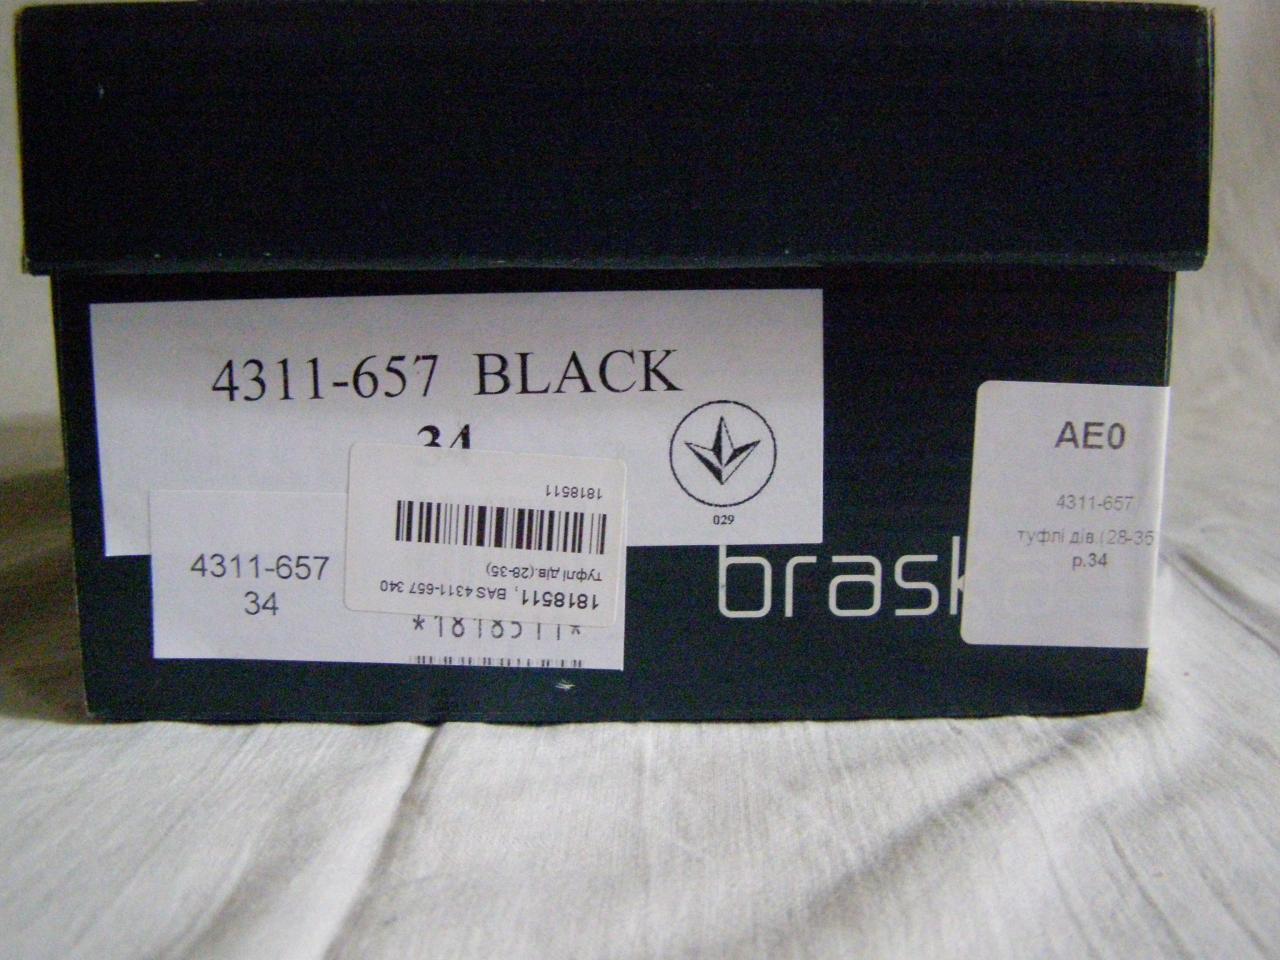 4311-657 BLACK
34
029
1818511
1818511, BAS 4311-657 340
туфлі дів.(28-35)
4311-657
34
brask
AE0
4311-657
туфлі дів.(28-35
р.34